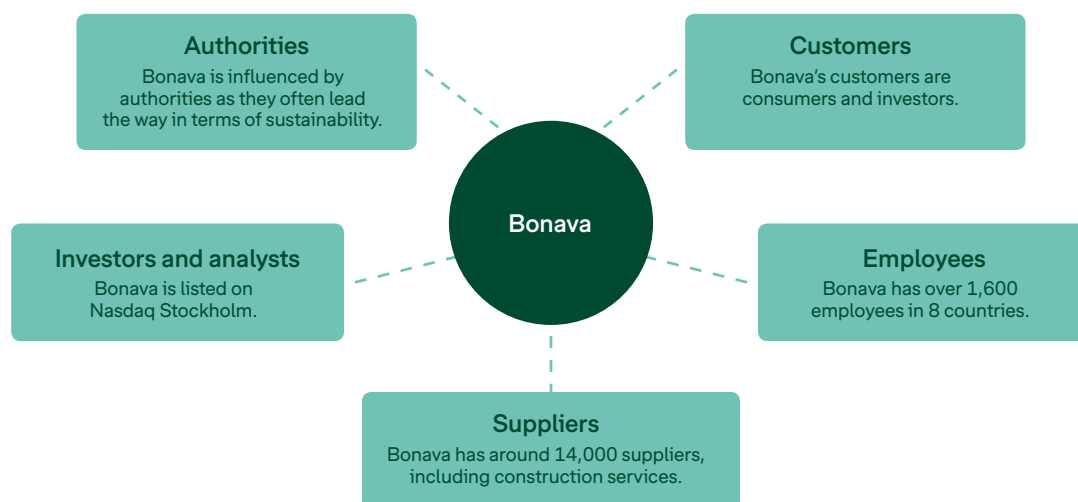 Authorities
Bonava is influenced by
authorities as they often lead
the way in terms of sustainability.
Customers
Bonava’s customers are
consumers and investors.
Bonava
Investors and analysts
Bonava is listed on
Nasdaq Stockholm.
Employees
Bonava has over 1,600
employees in 8 countries.
Suppliers
Bonava has around 14,000 suppliers,
including construction services.